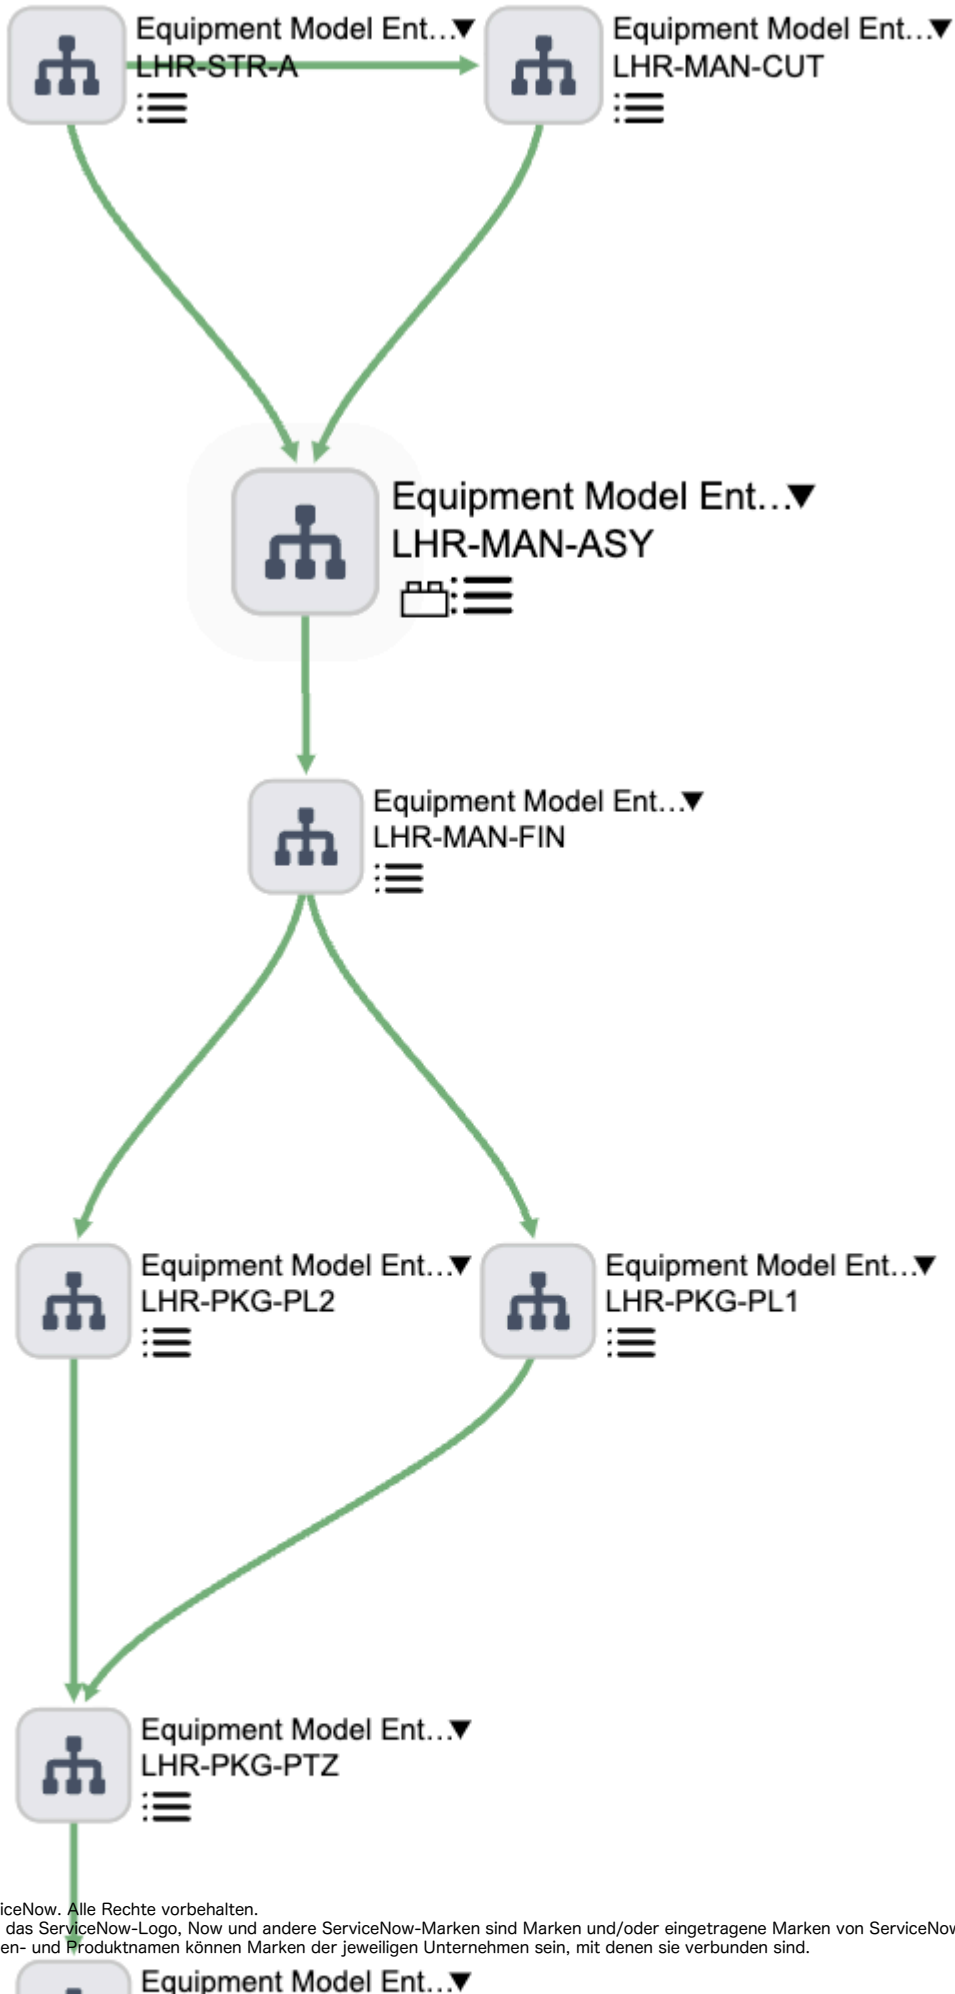 Equipment Model Ent...
LHR-STR-A
Equipment Model Ent...
LHR-MAN-CUT
Equipment Model Ent...
LHR-MAN-ASY
Equipment Model Ent...
LHR-MAN-FIN
Equipment Model Ent...
LHR-PKG-PL2
Equipment Model Ent...
LHR-PKG-PL1
Equipment Model Ent...
LHR-PKG-PTZ
iceNow. Alle Rechte vorbehalten.
das ServiceNow-Logo, Now und andere ServiceNow-Marken sind Marken und/oder eingetragene Marken von ServiceNow
en- und Produktnamen können Marken der jeweiligen Unternehmen sein, mit denen sie verbunden sind.
Equipment Model Ent...